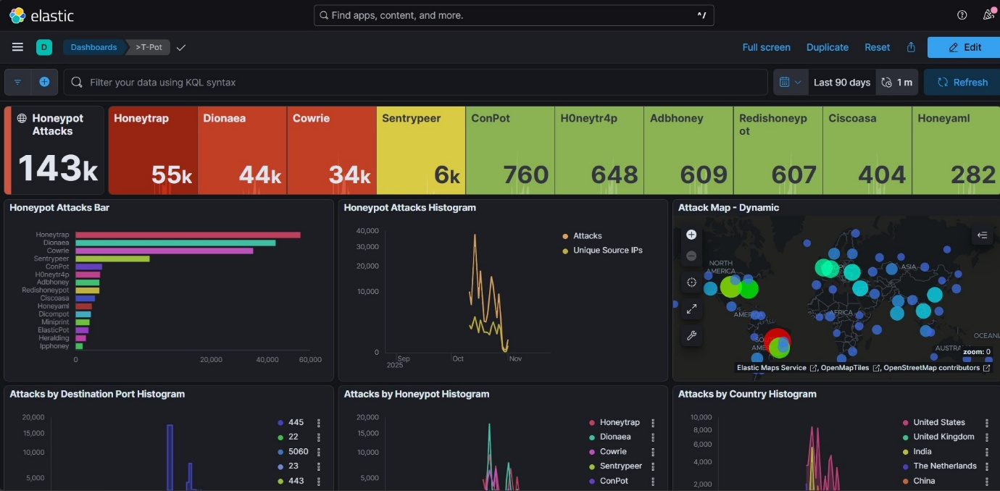 elastic
Find apps, content, and more.
^/
D
Dashboards
>T-Pot
Full screen
Duplicate
Reset
Edit
Filter your data using KQL syntax
Last 90 days
1 m
Refresh
Honeypot
Attacks
143k
Honeytrap
55k
Dionaea
44k
Cowrie
34k
Sentrypeer
6k
ConPot
760
H0neytr4p
648
Adbhoney
609
Redishoneyp
ot
607
Ciscoasa
404
Honeyaml
282
Honeypot Attacks Bar
Honeytrap
Dionaea
Cowrie
Sentrypeer
ConPot
H0neytr4p
Adbhoney
Redishoneypot
Ciscoasa
Honeyaml
Dicompot
Miniprint
ElasticPot
Heralding
Ipphoney
0
20,000
40,000
60,000
Honeypot Attacks Histogram
40,000
30,000
20,000
10,000
0
Sep
2025
Oct
Nov
Attacks
Unique Source IPs
Attack Map - Dynamic
NORTH
AMERICA
ASIA
AFRICA
OCEANI
zoom: 0
Elastic Maps Service , OpenMapTiles , OpenStreetMap contributors
Attacks by Destination Port Histogram
20,000
15,000
10,000
5,000
445
22
5060
23
443
Attacks by Honeypot Histogram
20,000
15,000
10,000
5,000
Honeytrap
Dionaea
Cowrie
Sentrypeer
ConPot
Attacks by Country Histogram
10,000
8,000
6,000
4,000
2,000
United States
United Kingdom
India
The Netherlands
China